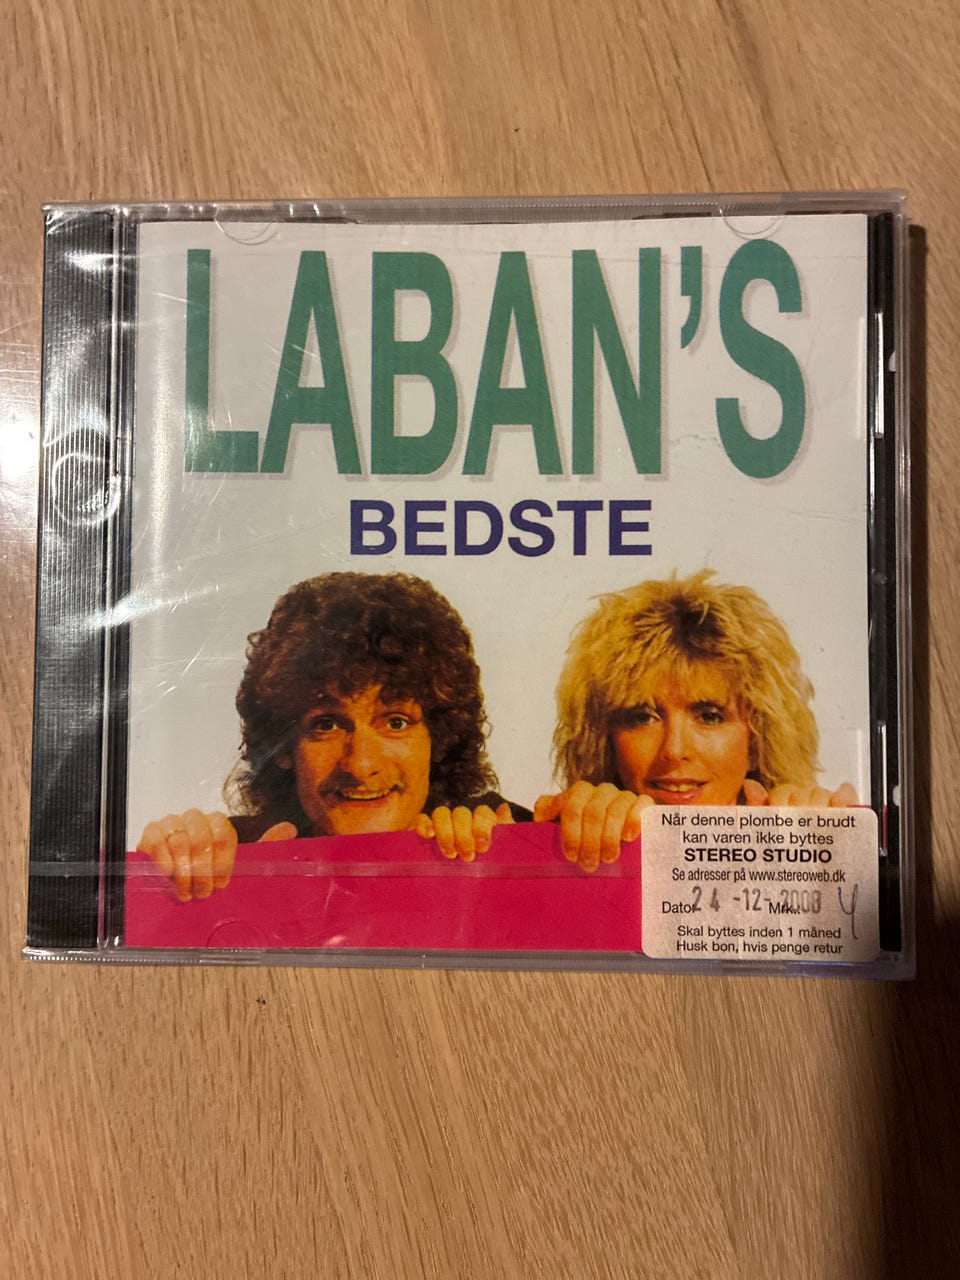 LABAN'S
BEDSTE
Når denne plombe er brudt
kan varen ikke byttes
STEREO STUDIO
Se adresser på www.stereoweb.dk
Dato: 24-12-2008 Mrk.:
Skal byttes inden 1 måned
Husk bon, hvis penge retur